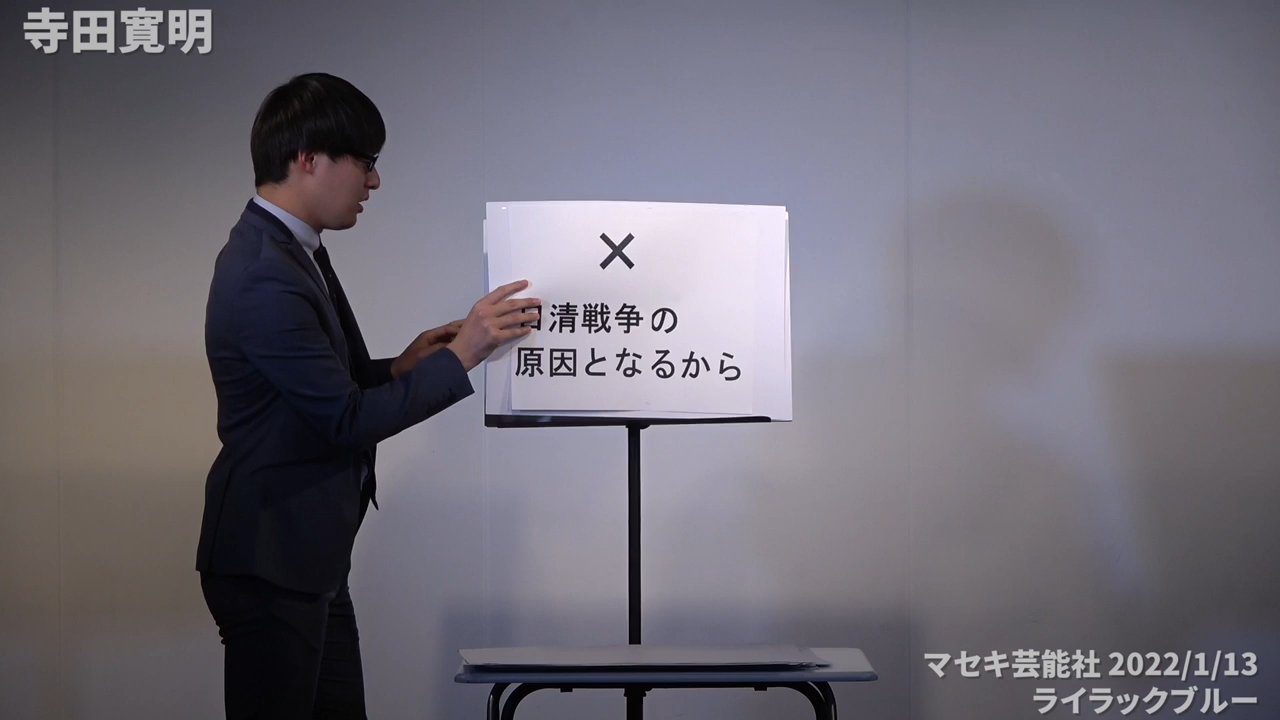 寺田寛明
×
日清戦争の
原因となるから
マセキ芸能社 2022/1/13
ライラックブルー